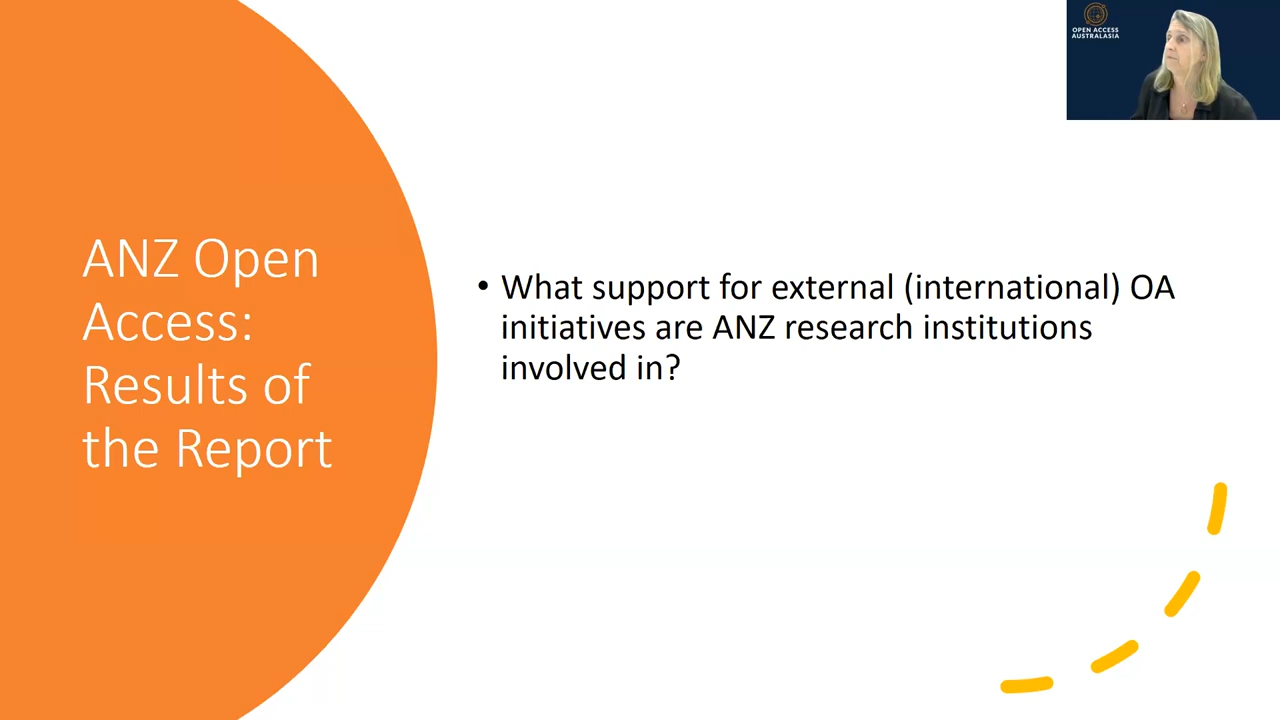 OPEN ACCESS
AUSTRALASIA
ANZ Open
Access:
Results of
the Report
• What support for external (international) OA
initiatives are ANZ research institutions
involved in?